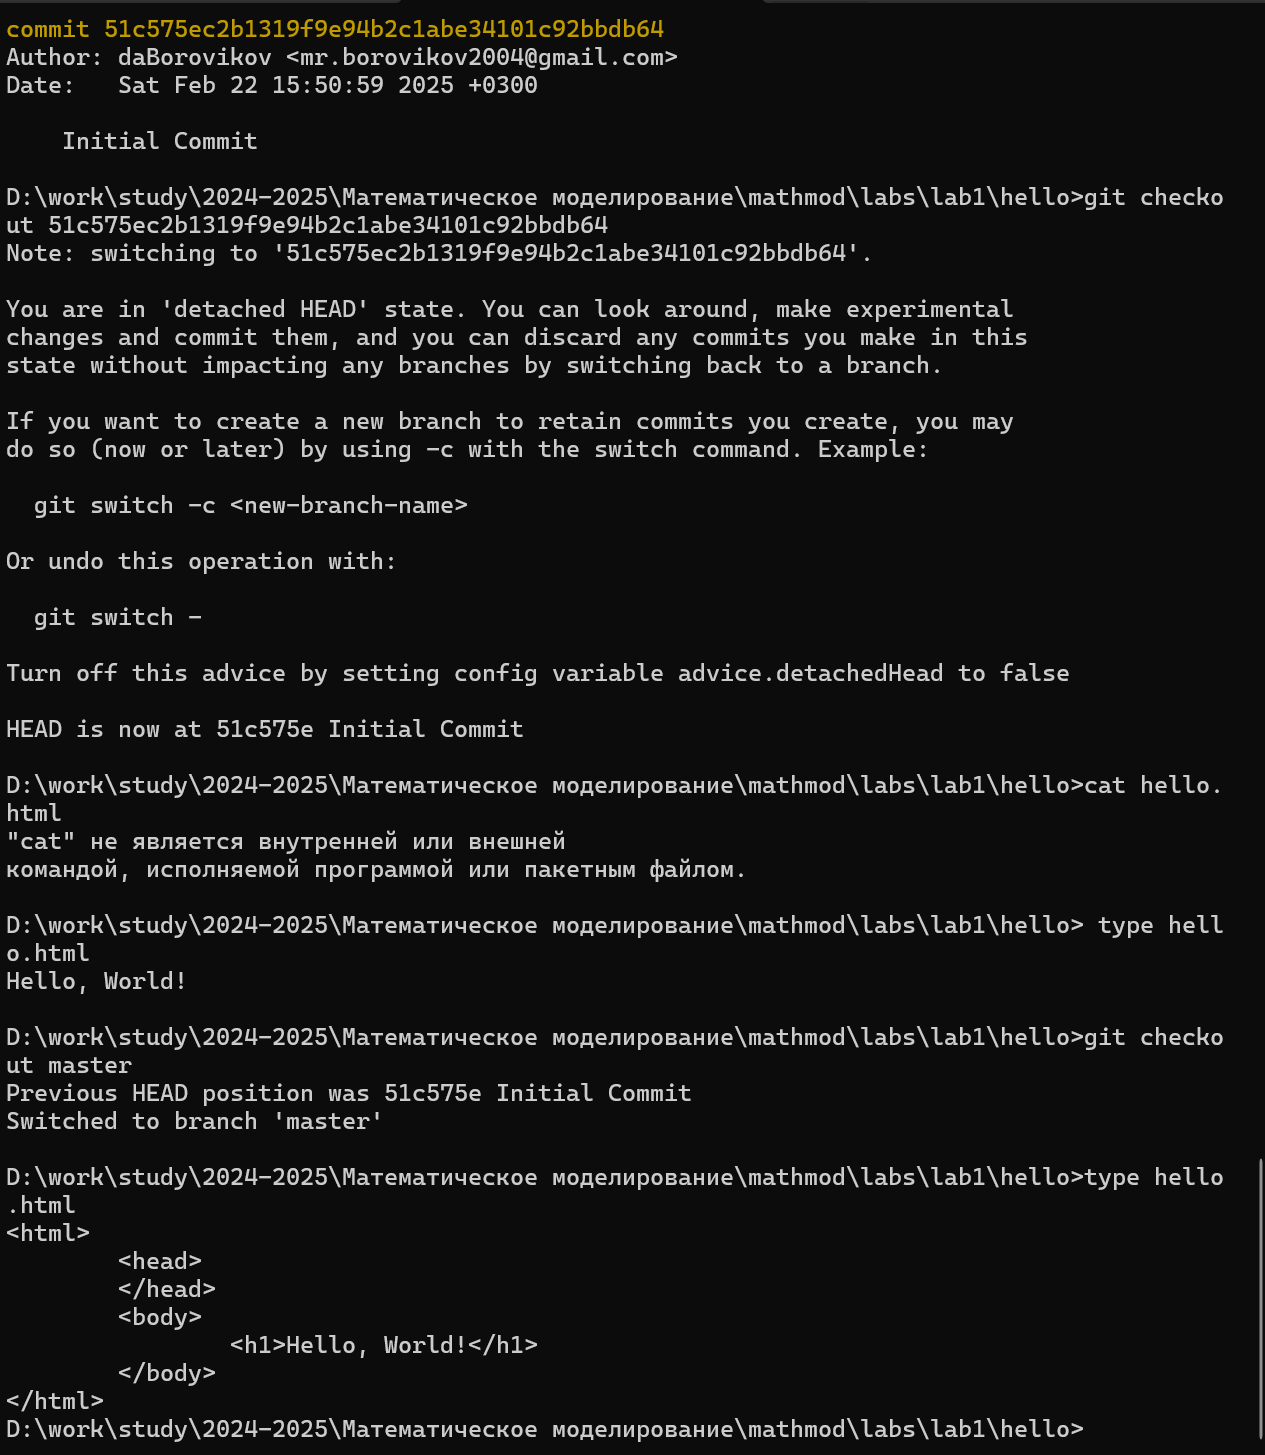 commit 51c575ec2b1319f9e94b2c1abe34101c92bbdb64
Author: daBorovikov <mr.borovikov2004@gmail.com>
Date:   Sat Feb 22 15:50:59 2025 +0300

    Initial Commit

D:\work\study\2024-2025\Математическое моделирование\mathmod\labs\lab1\hello>git checko
ut 51c575ec2b1319f9e94b2c1abe34101c92bbdb64
Note: switching to '51c575ec2b1319f9e94b2c1abe34101c92bbdb64'.

You are in 'detached HEAD' state. You can look around, make experimental
changes and commit them, and you can discard any commits you make in this
state without impacting any branches by switching back to a branch.

If you want to create a new branch to retain commits you create, you may
do so (now or later) by using -c with the switch command. Example:

  git switch -c <new-branch-name>

Or undo this operation with:

  git switch -

Turn off this advice by setting config variable advice.detachedHead to false

HEAD is now at 51c575e Initial Commit

D:\work\study\2024-2025\Математическое моделирование\mathmod\labs\lab1\hello>cat hello.
html
"cat" не является внутренней или внешней
командой, исполняемой программой или пакетным файлом.

D:\work\study\2024-2025\Математическое моделирование\mathmod\labs\lab1\hello> type hell
o.html
Hello, World!

D:\work\study\2024-2025\Математическое моделирование\mathmod\labs\lab1\hello>git checko
ut master
Previous HEAD position was 51c575e Initial Commit
Switched to branch 'master'

D:\work\study\2024-2025\Математическое моделирование\mathmod\labs\lab1\hello>type hello
.html
<html>
        <head>
        </head>
        <body>
                <h1>Hello, World!</h1>
        </body>
</html>
D:\work\study\2024-2025\Математическое моделирование\mathmod\labs\lab1\hello>